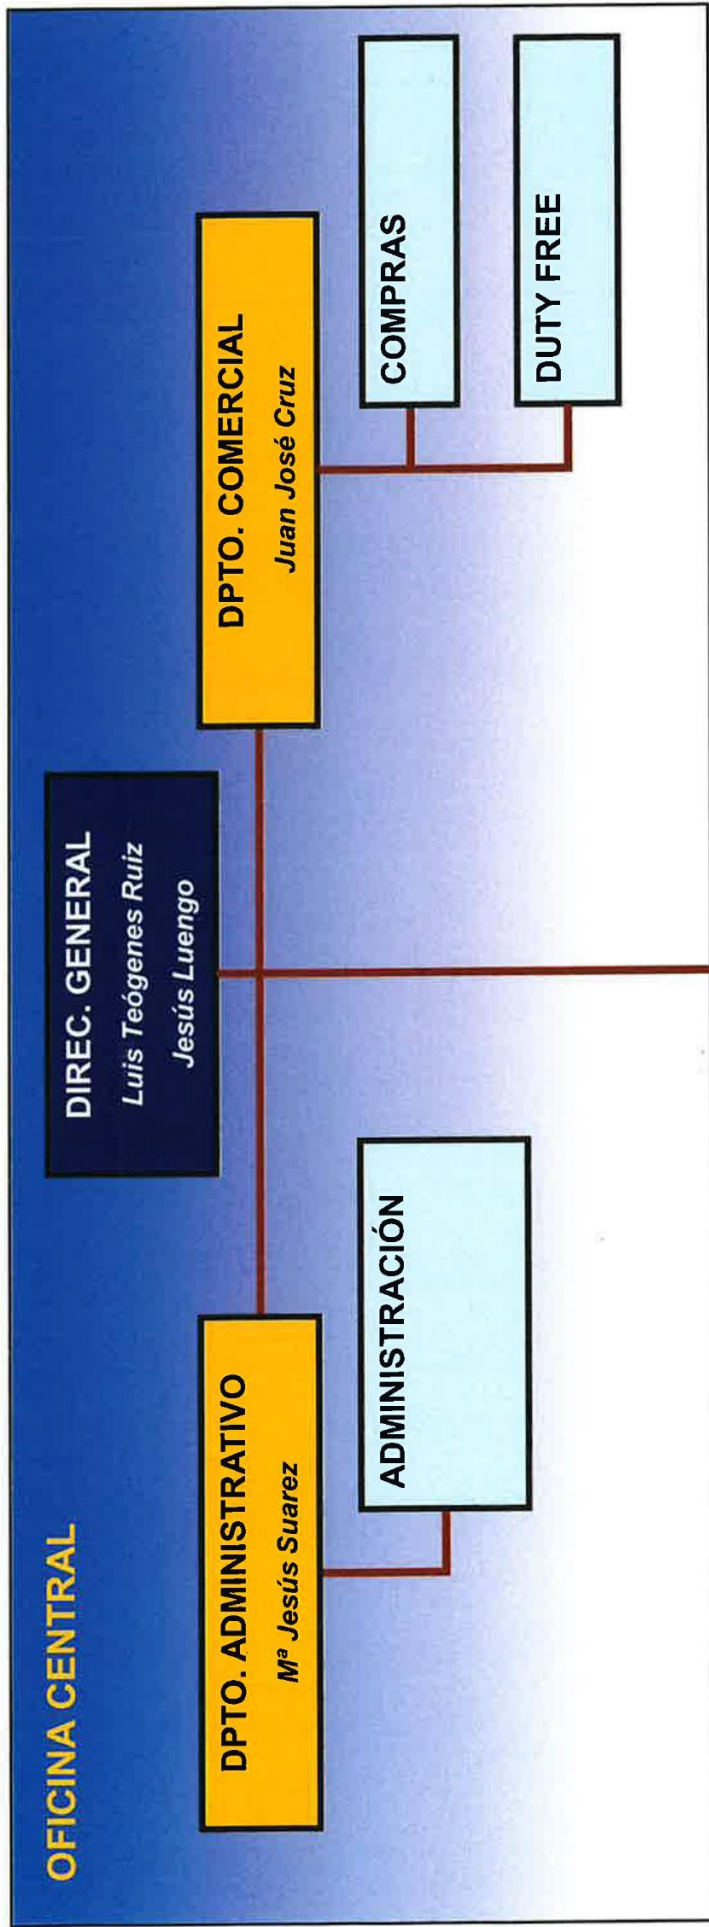 OFICINA CENTRAL
DIREC. GENERAL
Luis Teógenes Ruiz
Jesús Luengo
DPTO. ADMINISTRATIVO
Mª Jesús Suarez
DPTO. COMERCIAL
Juan José Cruz
ADMINISTRACIÓN
COMPRAS
DUTY FREE